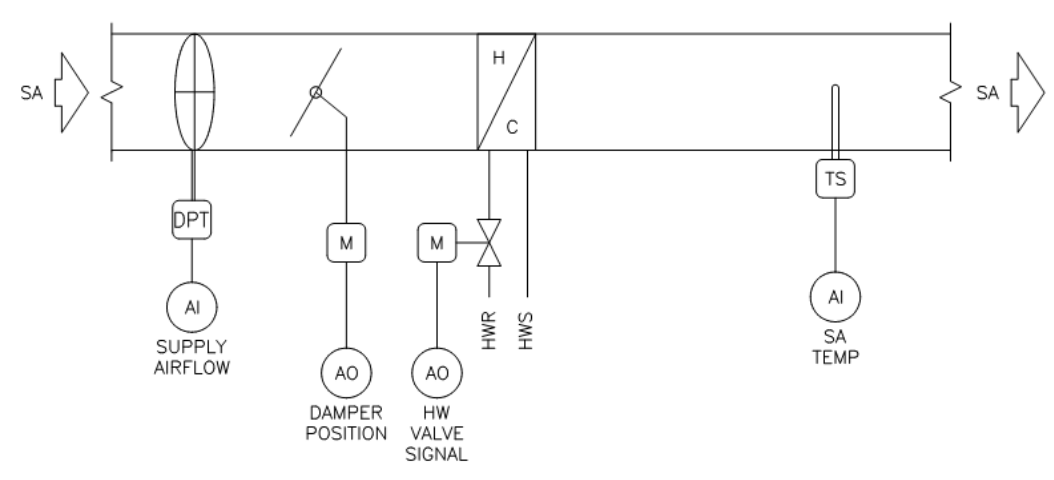 SA
H
C
SA
DPT
M
M
TS
AI
SUPPLY
AIRFLOW
HWR
HWS
AI
SA
TEMP
AO
DAMPER
POSITION
AO
HW
VALVE
SIGNAL